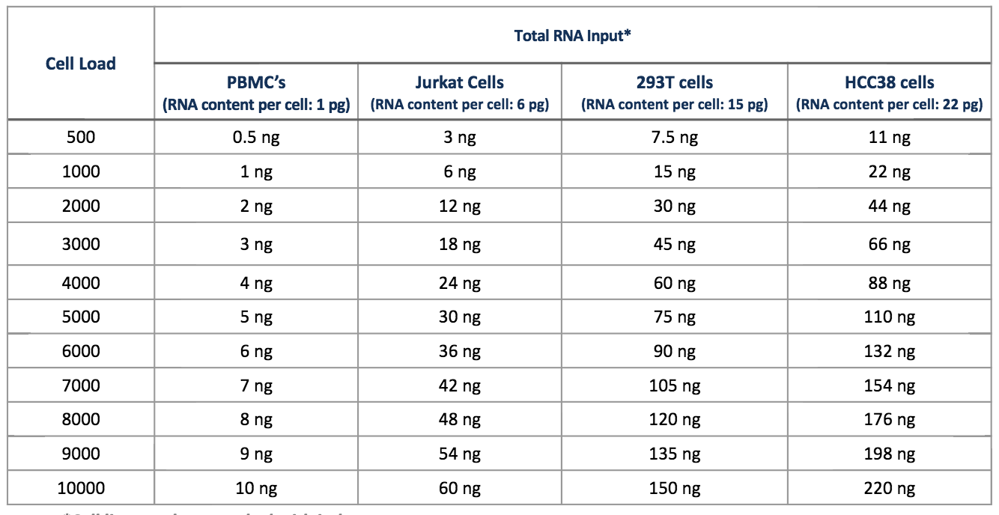 Total RNA Input*
Cell Load
PBMC’s Jurkat Cells 293T cells HCC38 cells
(RNA content per cell: 1 pg) (RNA content per cell: 6 pg) (RNA content per cell: 15 pg) (RNA content per cell: 22 pg)
500 0.5 ng 3 ng 7.5 ng 11 ng
1000 1 ng 6 ng 15 ng 22 ng
2000 2 ng 12 ng 30 ng 44 ng
3000 3 ng 18 ng 45 ng 66 ng
4000 4 ng 24 ng 60 ng 88 ng
5000 5 ng 30 ng 75 ng 110 ng
6000 6 ng 36 ng 90 ng 132 ng
7000 7 ng 42 ng 105 ng 154 ng
8000 8 ng 48 ng 120 ng 176 ng
9000 9 ng 54 ng 135 ng 198 ng
10000 10 ng 60 ng 150 ng 220 ng